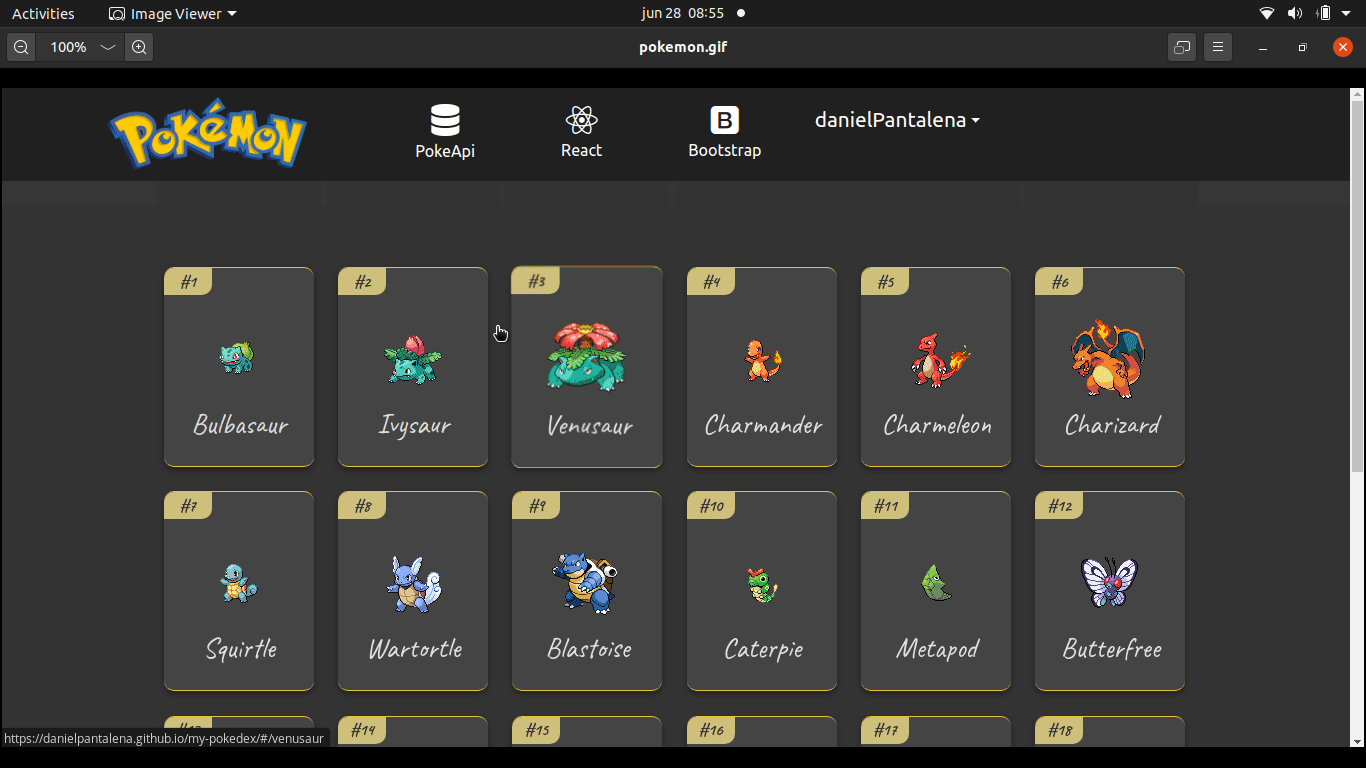 Activities Image Viewer jun 28 08:55
100% pokemon.gif
POKéMON PokeApi React B Bootstrap danielPantalena
#1 #2 #3 #4 #5 #6
Bulbasaur Ivysaur Venusaur Charmander Charmeleon Charizard
#7 #8 #9 #10 #11 #12
Squirtle Wartortle Blastoise Caterpie Metapod Butterfree
#13 #14 #15 #16 #17 #18
https://danielpantalena.github.io/my-pokedex/#/venusaur